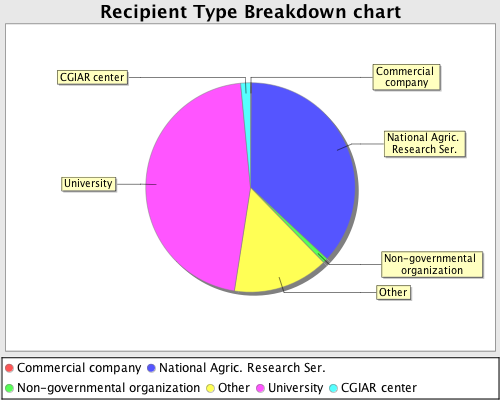 Recipient Type Breakdown chart
CGIAR center
Commercial
company
National Agric.
Research Ser.
University
Non-governmental
organization
Other
Commercial company National Agric. Research Ser.
Non-governmental organization Other University CGIAR center